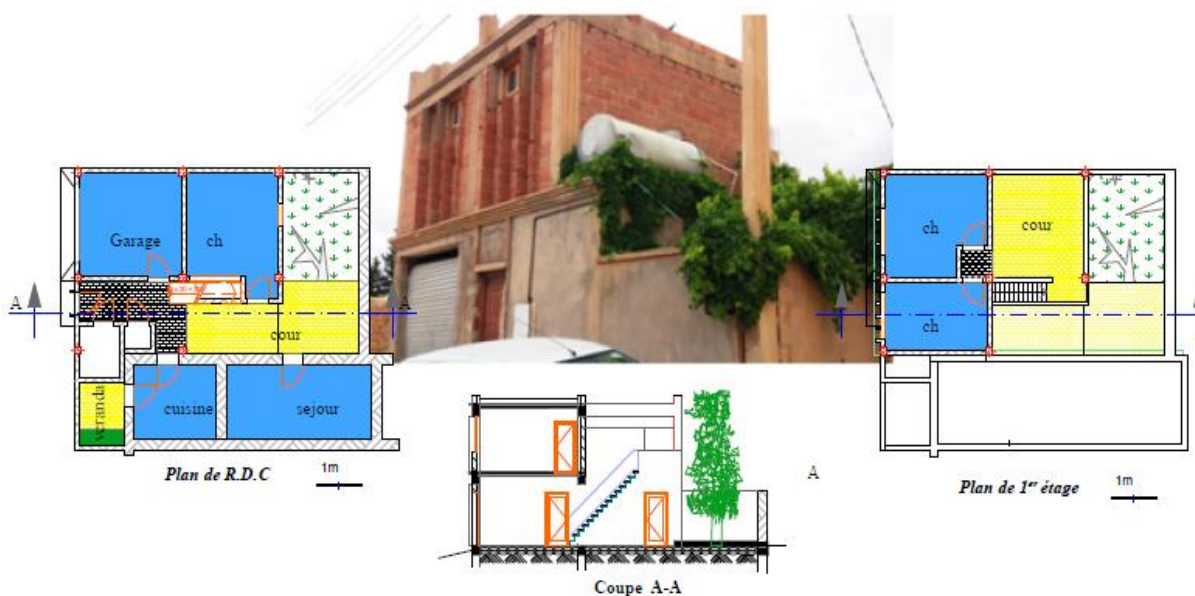 Garage
ch
A
A
cour
veranda
cuisine
sejour
Plan de R.D.C
1m
ch
cour
ch
Plan de 1er étage
1m
A
Coupe A-A